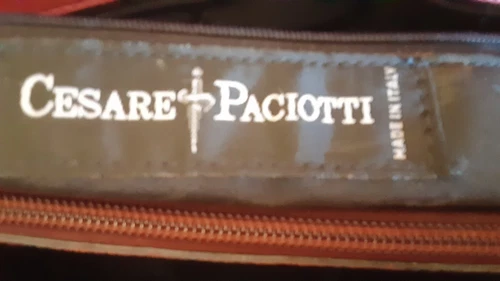 CESARE PACIOTTI
MADE IN ITALY